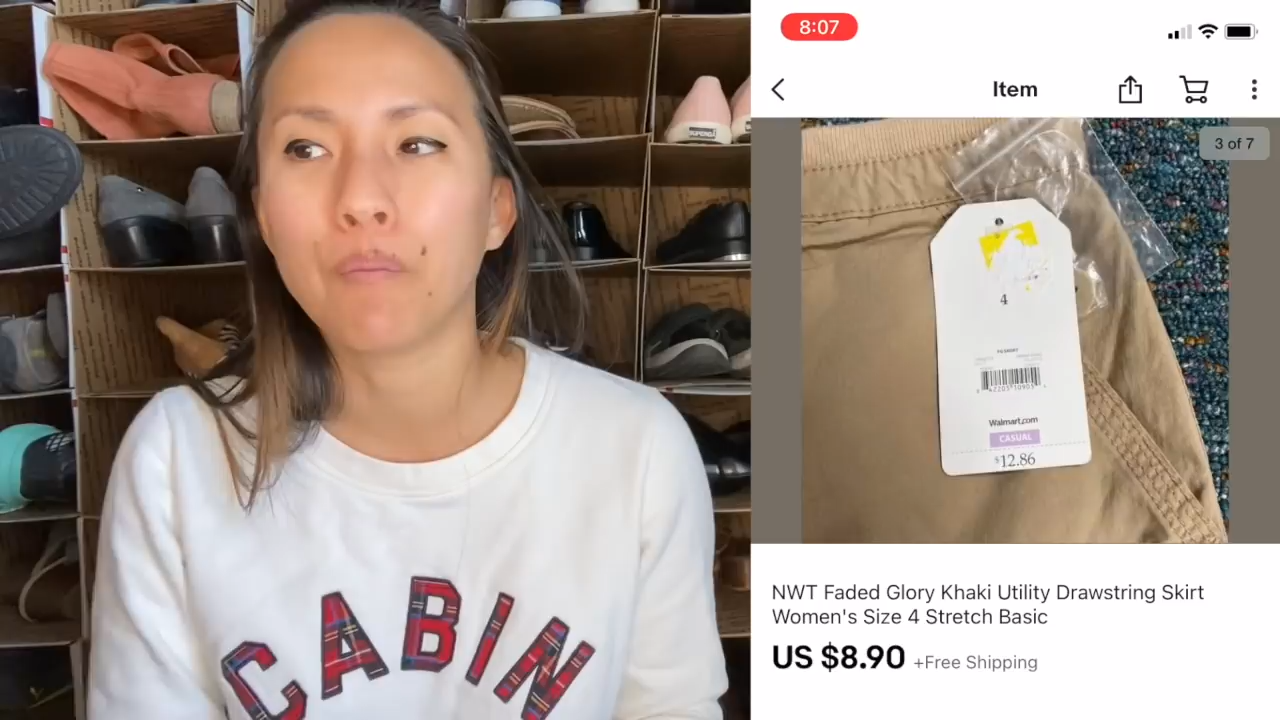 CABIN
8:07
Item
3 of 7
4
Walmart.com
CASUAL
$12.86
NWT Faded Glory Khaki Utility Drawstring Skirt
Women's Size 4 Stretch Basic
US $8.90 +Free Shipping